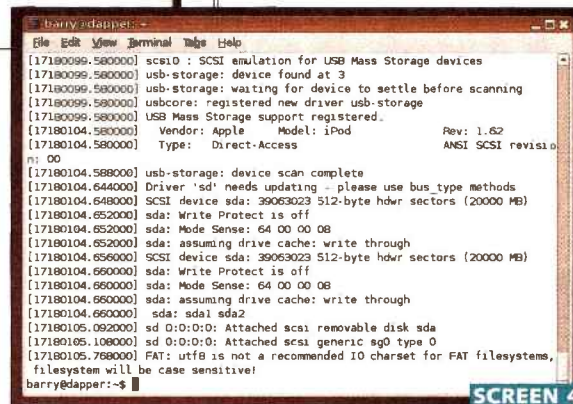 barry@dapper: ~
File Edit View Terminal Tabs Help
[17180099.580000] scsi0 : SCSI emulation for USB Mass Storage devices
[17180099.580000] usb-storage: device found at 3
[17180099.580000] usb-storage: waiting for device to settle before scanning
[17180099.580000] usbcore: registered new driver usb-storage
[17180099.580000] USB Mass Storage support registered.
[17180104.580000] Vendor: Apple Model: iPod Rev: 1.62
[17180104.580000] Type: Direct-Access ANSI SCSI revisio
n: 00
[17180104.588000] usb-storage: device scan complete
[17180104.644000] Driver 'sd' needs updating - please use bus_type methods
[17180104.648000] SCSI device sda: 39063023 512-byte hdwr sectors (20000 MB)
[17180104.652000] sda: Write Protect is off
[17180104.652000] sda: Mode Sense: 64 00 00 08
[17180104.652000] sda: assuming drive cache: write through
[17180104.656000] SCSI device sda: 39063023 512-byte hdwr sectors (20000 MB)
[17180104.660000] sda: Write Protect is off
[17180104.660000] sda: Mode Sense: 64 00 00 08
[17180104.660000] sda: assuming drive cache: write through
[17180104.660000] sda: sda1 sda2
[17180105.092000] sd 0:0:0:0: Attached scsi removable disk sda
[17180105.108000] sd 0:0:0:0: Attached scsi generic sg0 type 0
[17180105.768000] FAT: utf8 is not a recommended IO charset for FAT filesystems,
filesystem will be case sensitive!
barry@dapper:~$
SCREEN 4